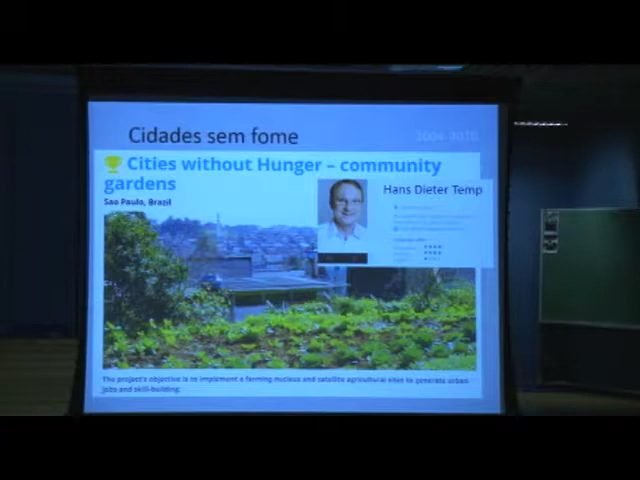 Cidades sem fome
Cities without Hunger – community
gardens
Sao Paulo, Brazil
Hans Dieter Temp
The project's objective is to implement a farming nucleus and satellite agricultural sites to generate urban
jobs and skill-building.